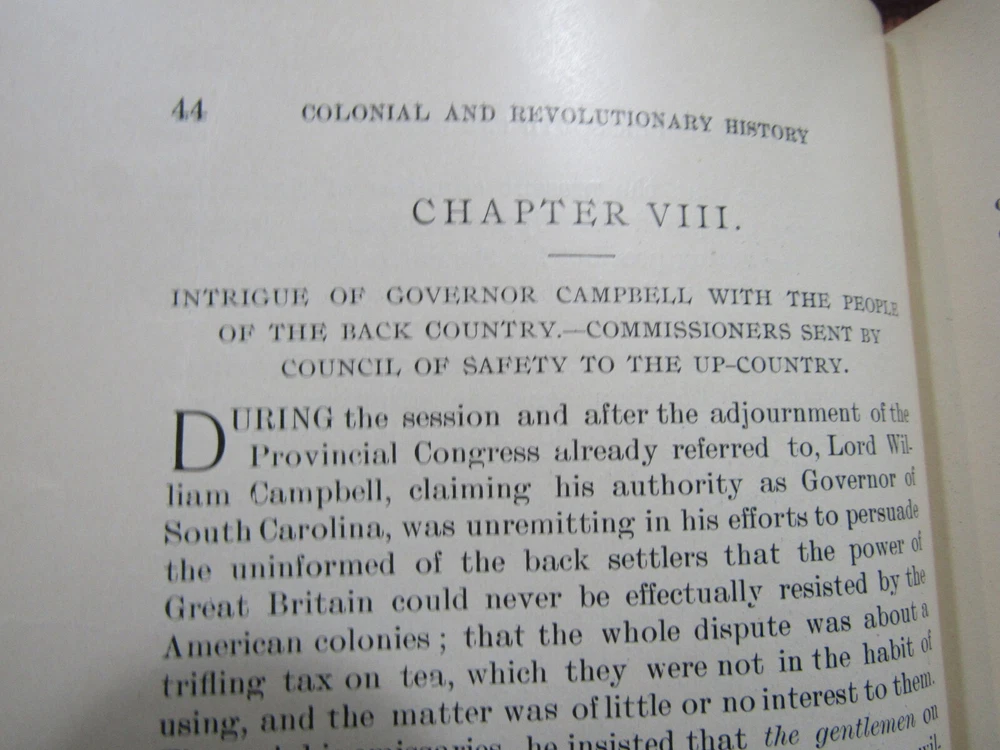 44 COLONIAL AND REVOLUTIONARY HISTORY
CHAPTER VIII.
INTRIGUE OF GOVERNOR CAMPBELL WITH THE PEOPLE
OF THE BACK COUNTRY.—COMMISSIONERS SENT BY
COUNCIL OF SAFETY TO THE UP-COUNTRY.
DURING the session and after the adjournment of the
Provincial Congress already referred to, Lord Wil-
liam Campbell, claiming his authority as Governor of
South Carolina, was unremitting in his efforts to persuade
the uninformed of the back settlers that the power of
Great Britain could never be effectually resisted by the
American colonies; that the whole dispute was about a
trifling tax on tea, which they were not in the habit of
using, and the matter was of little or no interest to them.
he insisted that the gentlemen on